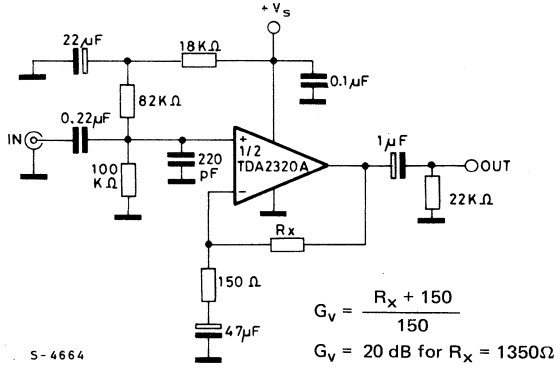 +Vs
22µF
18KΩ
0.1µF
82KΩ
0.22µF
IN
100
KΩ
220
pF
+
1/2
TDA2320A
−
1µF
OUT
22KΩ
Rx
150 Ω
47µF
Gv = Rx + 150
150
Gv = 20 dB for Rx = 1350Ω
S-4664